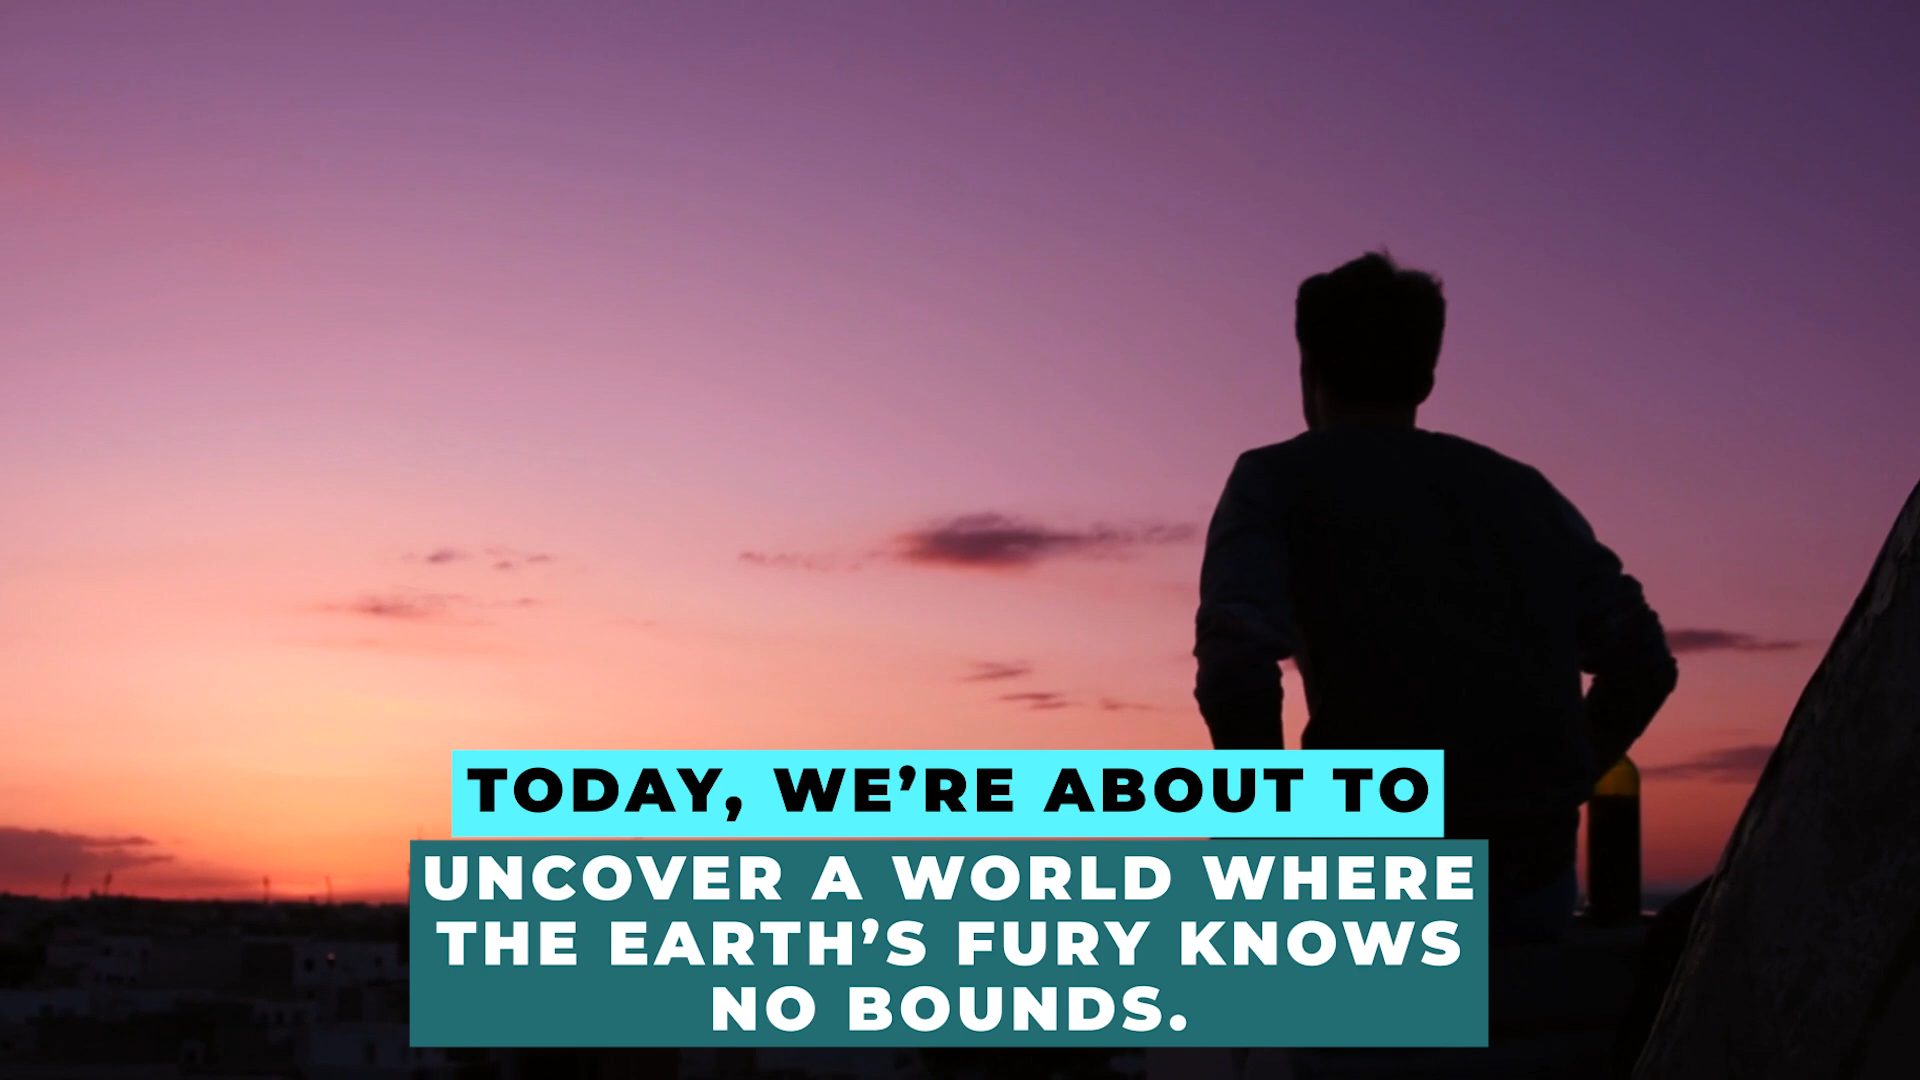 TODAY, WE’RE ABOUT TO
UNCOVER A WORLD WHERE
THE EARTH’S FURY KNOWS
NO BOUNDS.